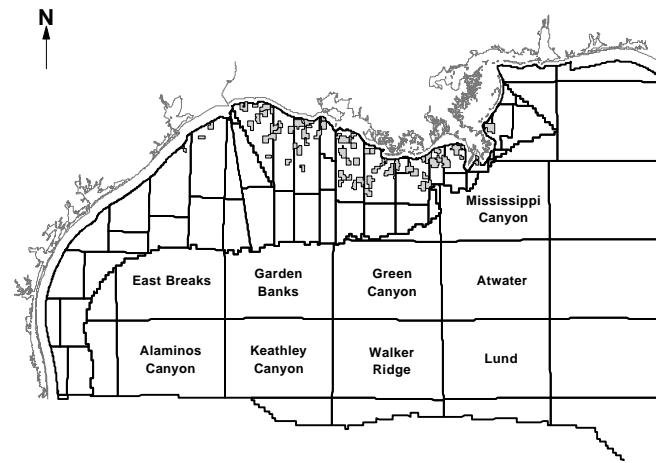 N
Mississippi
Canyon
East Breaks
Garden
Banks
Green
Canyon
Atwater
Alaminos
Canyon
Keathley
Canyon
Walker
Ridge
Lund